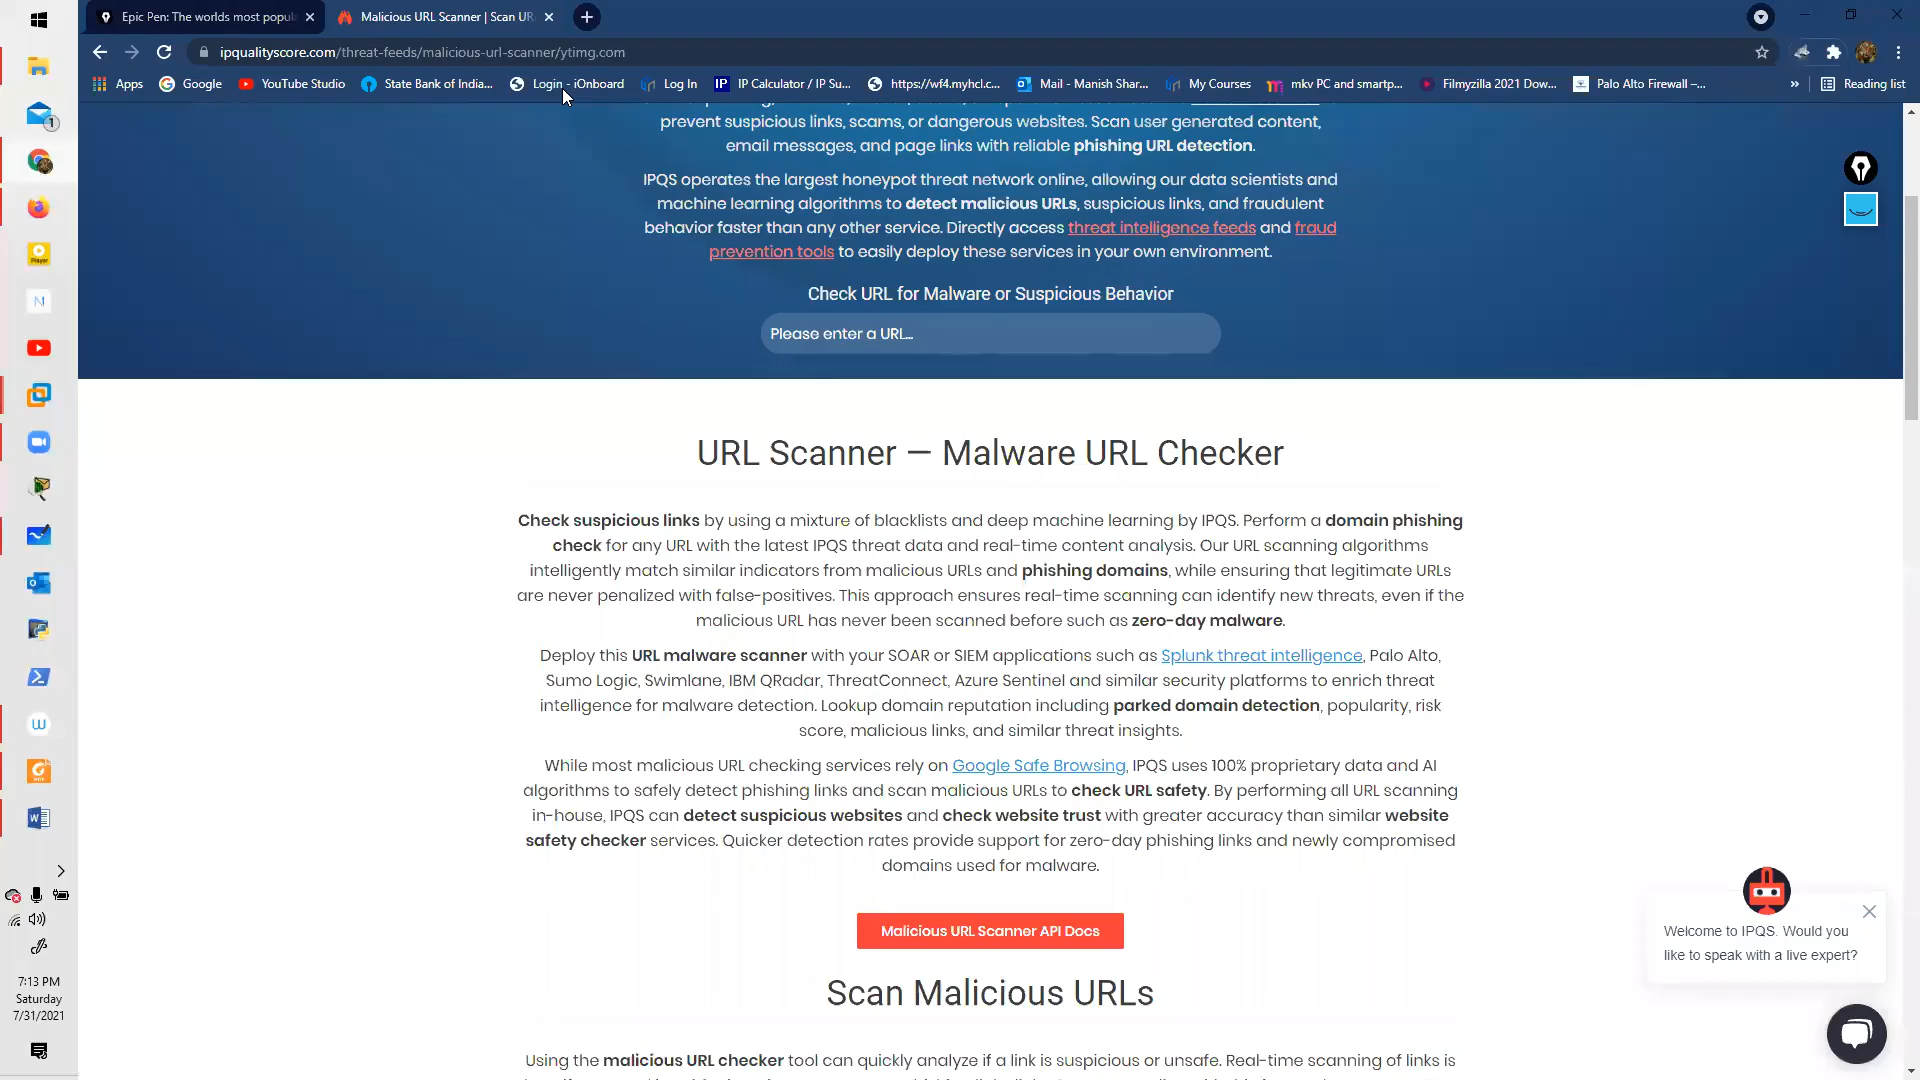 Epic Pen: The worlds most popul
Malicious URL Scanner | Scan UR
ipqualityscore.com/threat-feeds/malicious-url-scanner/ytimg.com
Apps
Google
YouTube Studio
State Bank of India...
Login - iOnboard
Log In
IP
IP Calculator / IP Su...
https://wf4.myhcl.c...
Mail - Manish Shar...
My Courses
mkv PC and smartp...
Filmyzilla 2021 Dow...
Palo Alto Firewall –...
»
Reading list
prevent suspicious links, scams, or dangerous websites. Scan user generated content,
email messages, and page links with reliable phishing URL detection.
IPQS operates the largest honeypot threat network online, allowing our data scientists and
machine learning algorithms to detect malicious URLs, suspicious links, and fraudulent
behavior faster than any other service. Directly access threat intelligence feeds and fraud
prevention tools to easily deploy these services in your own environment.
Check URL for Malware or Suspicious Behavior
Please enter a URL...
URL Scanner — Malware URL Checker
Check suspicious links by using a mixture of blacklists and deep machine learning by IPQS. Perform a domain phishing
check for any URL with the latest IPQS threat data and real-time content analysis. Our URL scanning algorithms
intelligently match similar indicators from malicious URLs and phishing domains, while ensuring that legitimate URLs
are never penalized with false-positives. This approach ensures real-time scanning can identify new threats, even if the
malicious URL has never been scanned before such as zero-day malware.
Deploy this URL malware scanner with your SOAR or SIEM applications such as Splunk threat intelligence, Palo Alto,
Sumo Logic, Swimlane, IBM QRadar, ThreatConnect, Azure Sentinel and similar security platforms to enrich threat
intelligence for malware detection. Lookup domain reputation including parked domain detection, popularity, risk
score, malicious links, and similar threat insights.
While most malicious URL checking services rely on Google Safe Browsing, IPQS uses 100% proprietary data and AI
algorithms to safely detect phishing links and scan malicious URLs to check URL safety. By performing all URL scanning
in-house, IPQS can detect suspicious websites and check website trust with greater accuracy than similar website
safety checker services. Quicker detection rates provide support for zero-day phishing links and newly compromised
domains used for malware.
Malicious URL Scanner API Docs
Scan Malicious URLs
Using the malicious URL checker tool can quickly analyze if a link is suspicious or unsafe. Real-time scanning of links is
Welcome to IPQS. Would you
like to speak with a live expert?
1
Player
N
W
7:13 PM
Saturday
7/31/2021